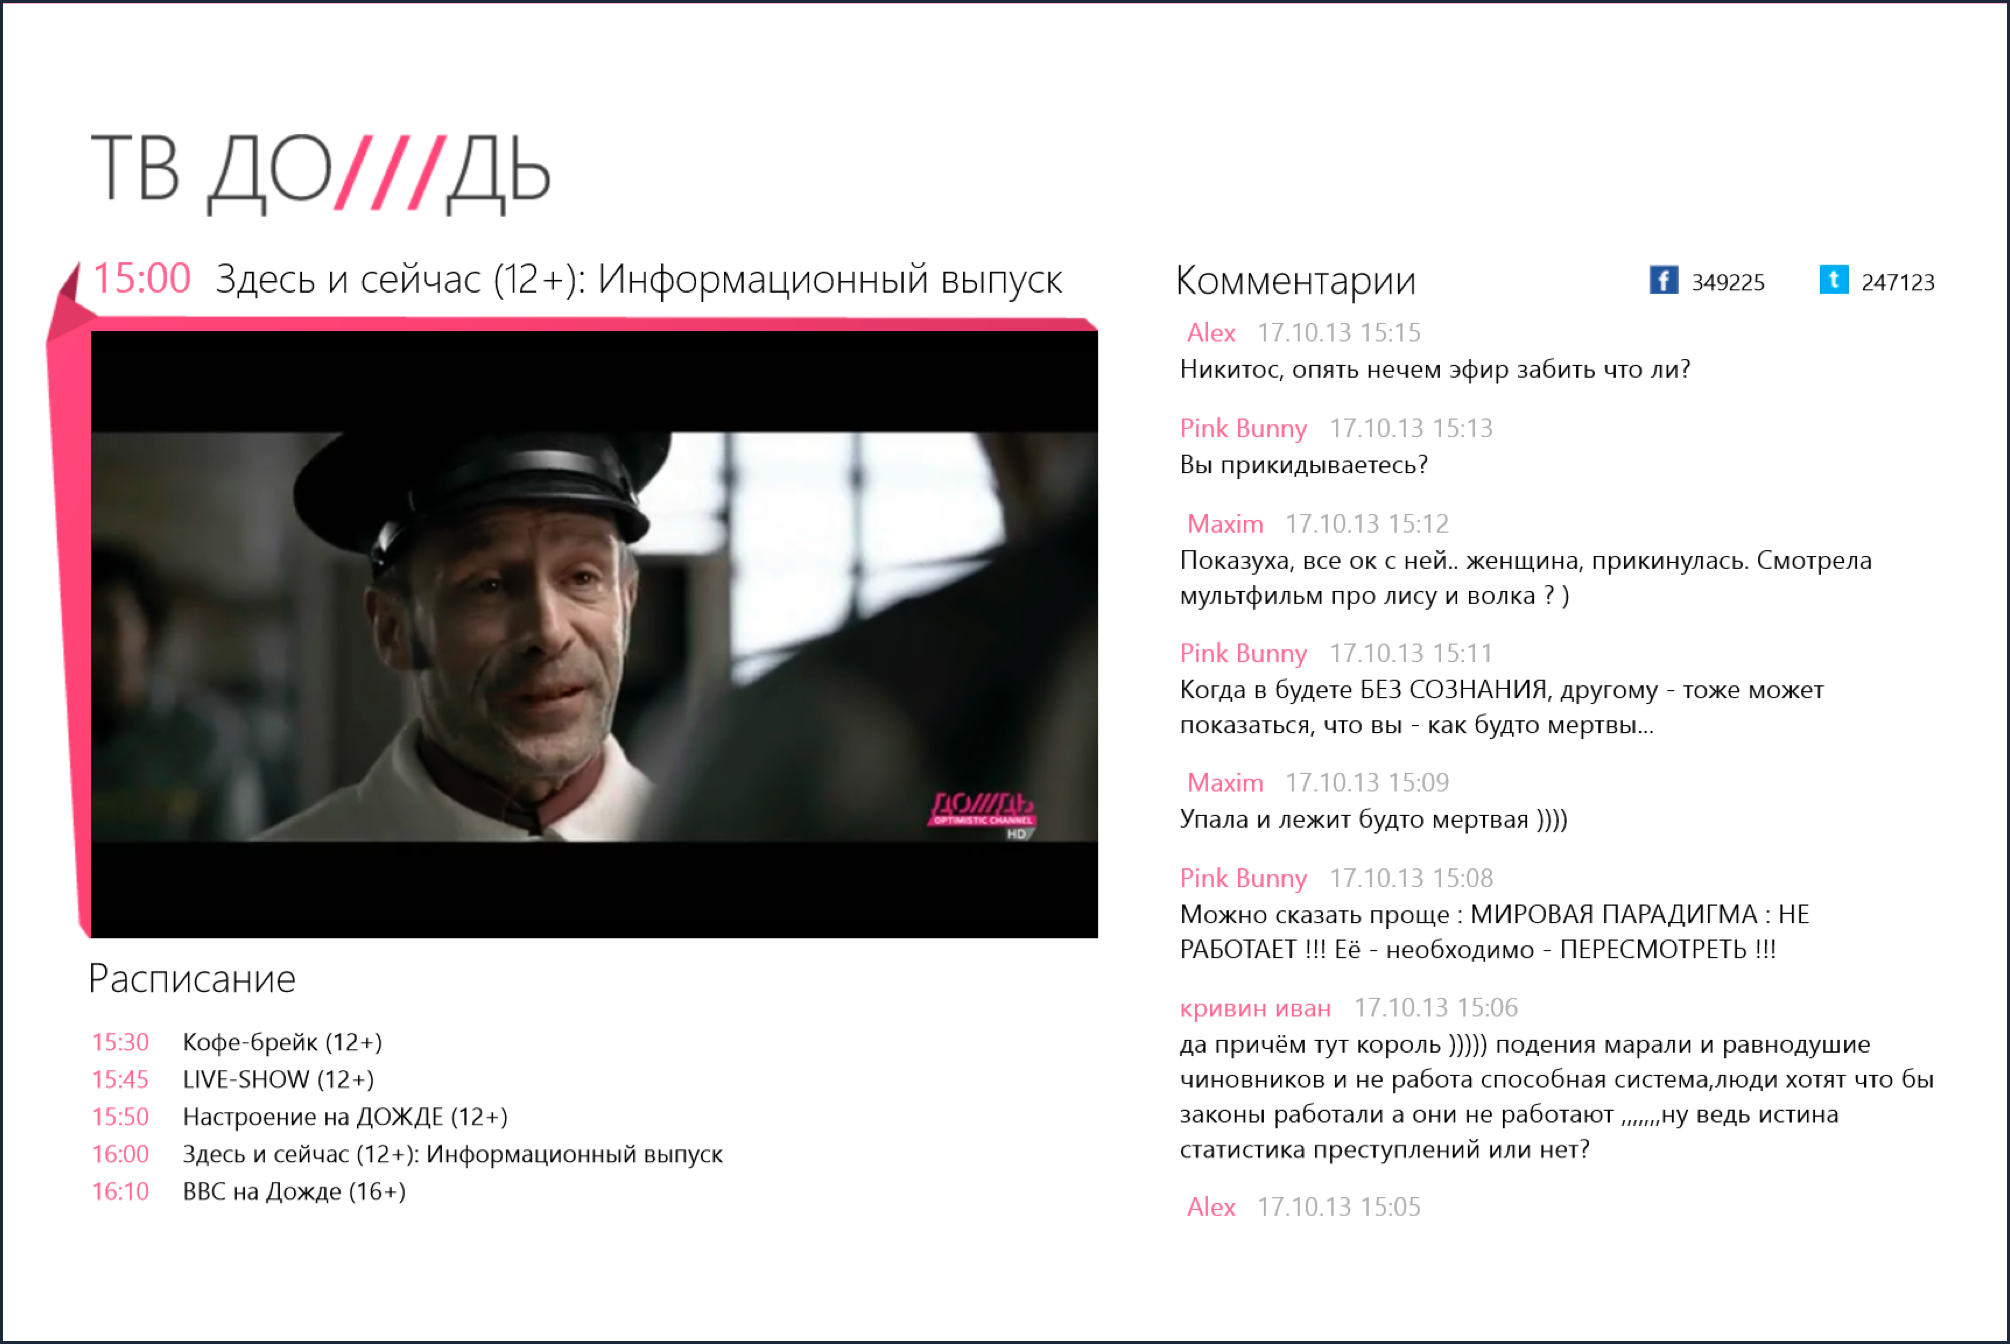 ТВ ДО///ДЬ
15:00 Здесь и сейчас (12+): Информационный выпуск
ДО///ДЬ
OPTIMISTIC CHANNEL
HD
Расписание
15:30 Кофе-брейк (12+)
15:45 LIVE-SHOW (12+)
15:50 Настроение на ДОЖДЕ (12+)
16:00 Здесь и сейчас (12+): Информационный выпуск
16:10 BBC на Дожде (16+)
Комментарии f 349225 t 247123
Alex 17.10.13 15:15
Никитос, опять нечем эфир забить что ли?
Pink Bunny 17.10.13 15:13
Вы прикидываетесь?
Maxim 17.10.13 15:12
Показуха, все ок с ней.. женщина, прикинулась. Смотрела
мультфильм про лису и волка ? )
Pink Bunny 17.10.13 15:11
Когда в будете БЕЗ СОЗНАНИЯ, другому - тоже может
показаться, что вы - как будто мертвы...
Maxim 17.10.13 15:09
Упала и лежит будто мертвая ))))
Pink Bunny 17.10.13 15:08
Можно сказать проще : МИРОВАЯ ПАРАДИГМА : НЕ
РАБОТАЕТ !!! Её - необходимо - ПЕРЕСМОТРЕТЬ !!!
кривин иван 17.10.13 15:06
да причём тут король ))))) подения марали и равнодушие
чиновников и не работа способная система,люди хотят что бы
законы работали а они не работают ,,,,,,,ну ведь истина
статистика преступлений или нет?
Alex 17.10.13 15:05